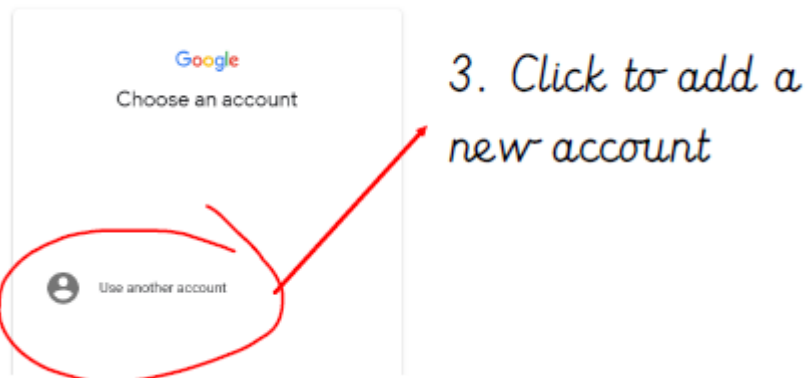 Google
Choose an account
Use another account
3. Click to add a
new account